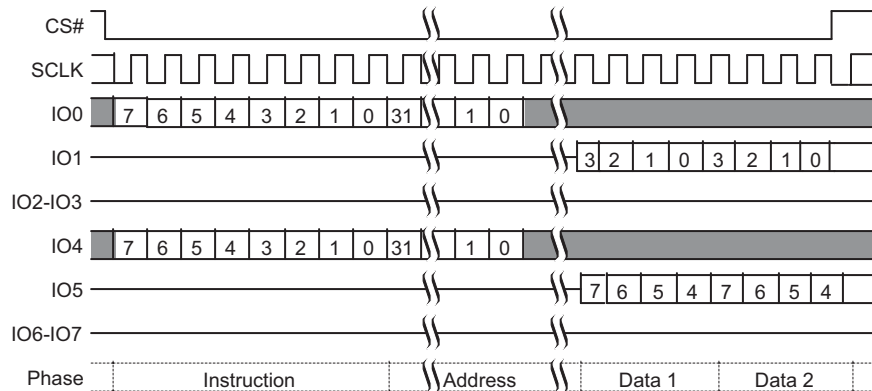 CS#
SCLK
IO0 7 6 5 4 3 2 1 0 31 1 0
IO1 3 2 1 0 3 2 1 0
IO2-IO3
IO4 7 6 5 4 3 2 1 0 31 1 0
IO5 7 6 5 4 7 6 5 4
IO6-IO7
Phase Instruction Address Data 1 Data 2